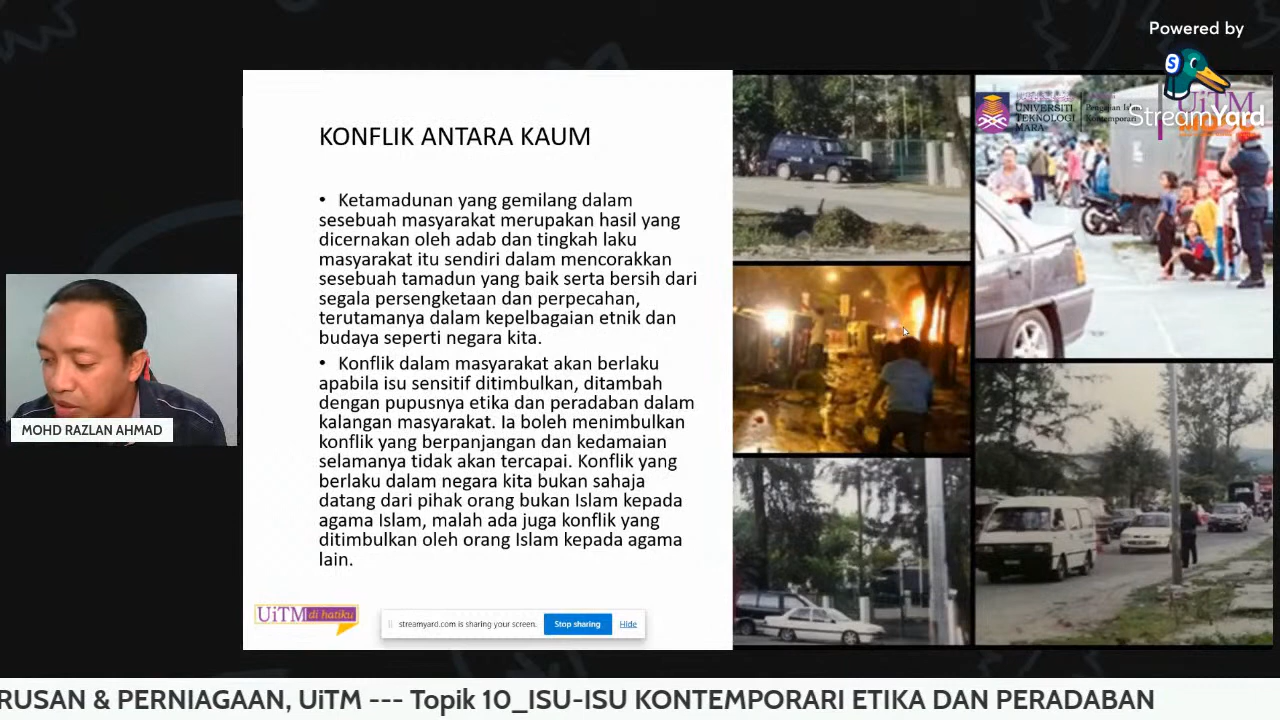 Powered by
StreamYard
UiTM
UNIVERSITI
TEKNOLOGI
MARA
Pengajian Islam
Kontemporari
KONFLIK ANTARA KAUM
• Ketamadunan yang gemilang dalam
sesebuah masyarakat merupakan hasil yang
dicernakan oleh adab dan tingkah laku
masyarakat itu sendiri dalam mencorakkan
sesebuah tamadun yang baik serta bersih dari
segala persengketaan dan perpecahan,
terutamanya dalam kepelbagaian etnik dan
budaya seperti negara kita.
• Konflik dalam masyarakat akan berlaku
apabila isu sensitif ditimbulkan, ditambah
dengan pupusnya etika dan peradaban dalam
kalangan masyarakat. Ia boleh menimbulkan
konflik yang berpanjangan dan kedamaian
selamanya tidak akan tercapai. Konflik yang
berlaku dalam negara kita bukan sahaja
datang dari pihak orang bukan Islam kepada
agama Islam, malah ada juga konflik yang
ditimbulkan oleh orang Islam kepada agama
lain.
MOHD RAZLAN AHMAD
UiTM di hatiku
streamyard.com is sharing your screen.
Stop sharing
Hide
RUSAN & PERNIAGAAN, UiTM --- Topik 10_ISU-ISU KONTEMPORARI ETIKA DAN PERADABAN